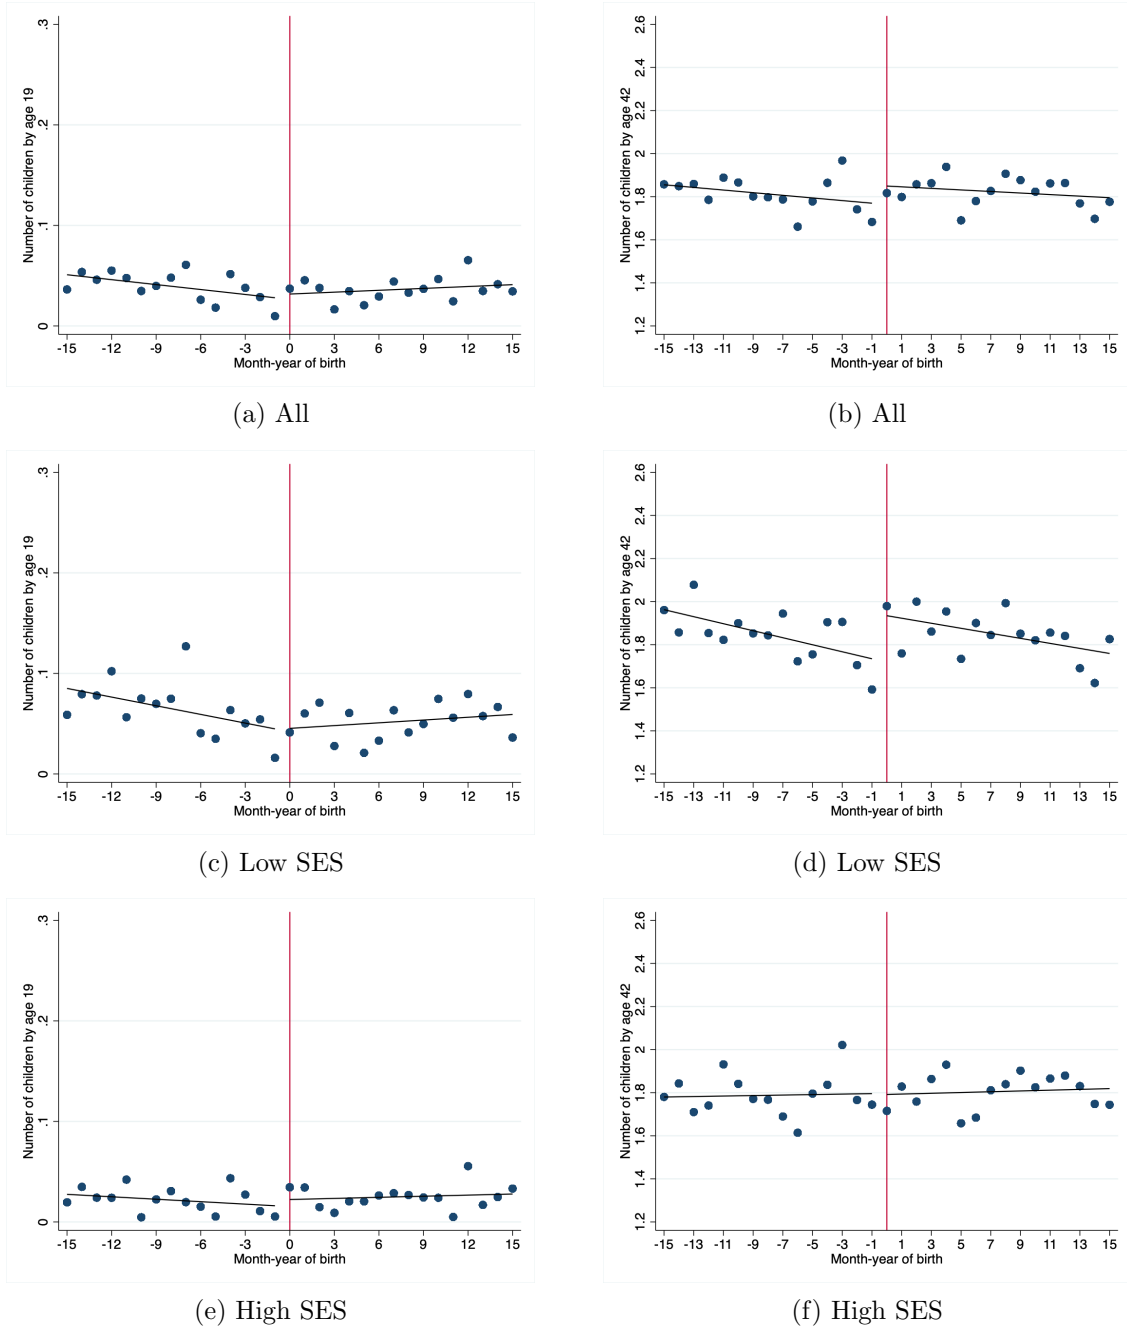 Number of children by age 19
.3
.2
.1
0
-15 -12 -9 -6 -3 0 3 6 9 12 15
Month-year of birth
(a) All
Number of children by age 42
2.6
2.4
2.2
2
1.8
1.6
1.4
1.2
-15 -13 -11 -9 -7 -5 -3 -1 1 3 5 7 9 11 13 15
Month-year of birth
(b) All
Number of children by age 19
.3
.2
.1
0
-15 -12 -9 -6 -3 0 3 6 9 12 15
Month-year of birth
(c) Low SES
Number of children by age 42
2.6
2.4
2.2
2
1.8
1.6
1.4
1.2
-15 -13 -11 -9 -7 -5 -3 -1 1 3 5 7 9 11 13 15
Month-year of birth
(d) Low SES
Number of children by age 19
.3
.2
.1
0
-15 -12 -9 -6 -3 0 3 6 9 12 15
Month-year of birth
(e) High SES
Number of children by age 42
2.6
2.4
2.2
2
1.8
1.6
1.4
1.2
-15 -13 -11 -9 -7 -5 -3 -1 1 3 5 7 9 11 13 15
Month-year of birth
(f) High SES